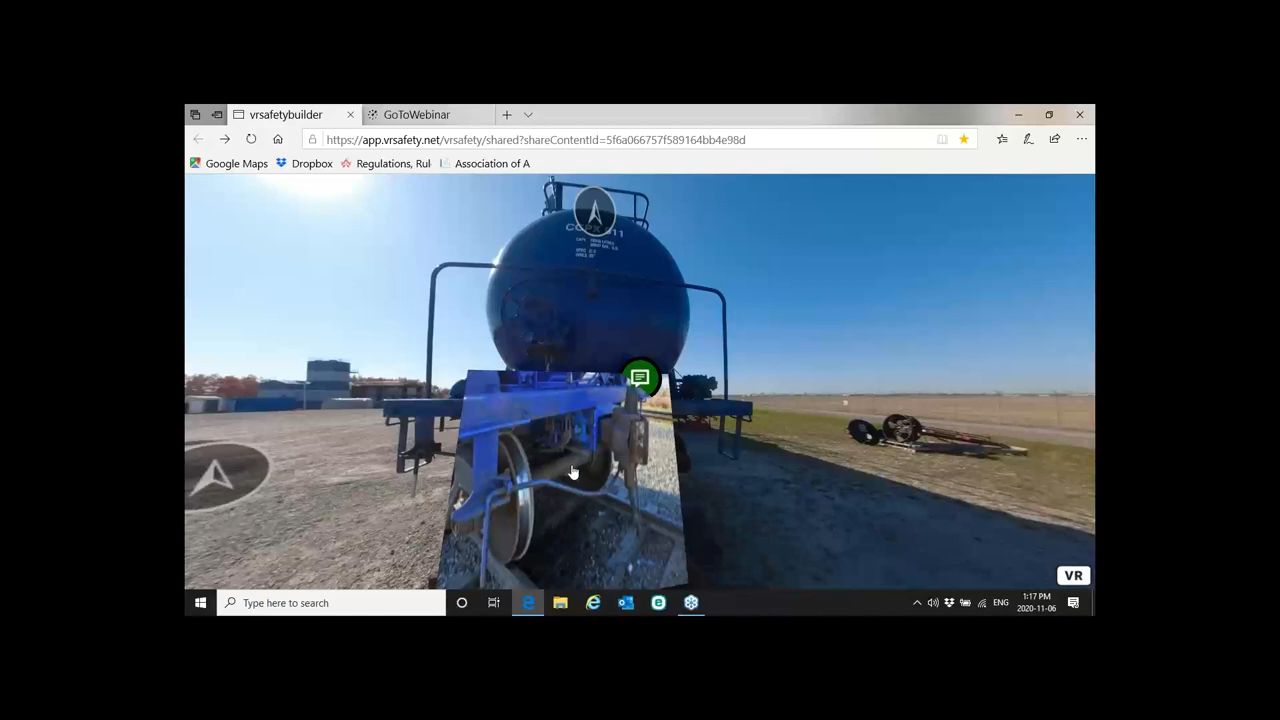 vrsafetybuilder
GoToWebinar
https://app.vrsafety.net/vrsafety/shared?shareContentId=5f6a066757f589164bb4e98d
Google Maps
Dropbox
Regulations, Rul
Association of A
VR
Type here to search
ENG
1:17 PM
2020-11-06